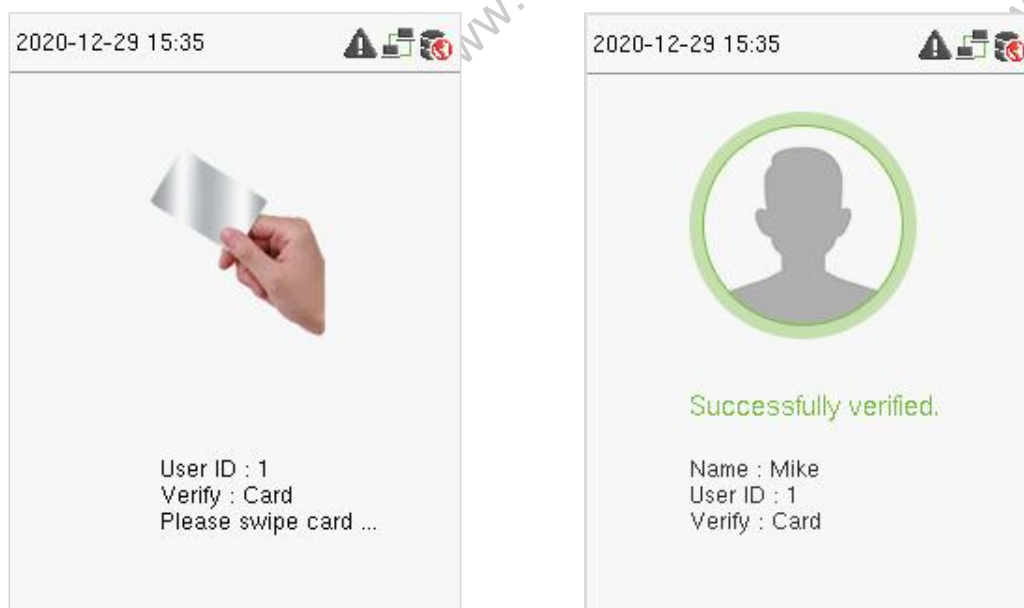 2020-12-29 15:35
User ID : 1
Verify : Card
Please swipe card ...
2020-12-29 15:35
Successfully verified.
Name : Mike
User ID : 1
Verify : Card